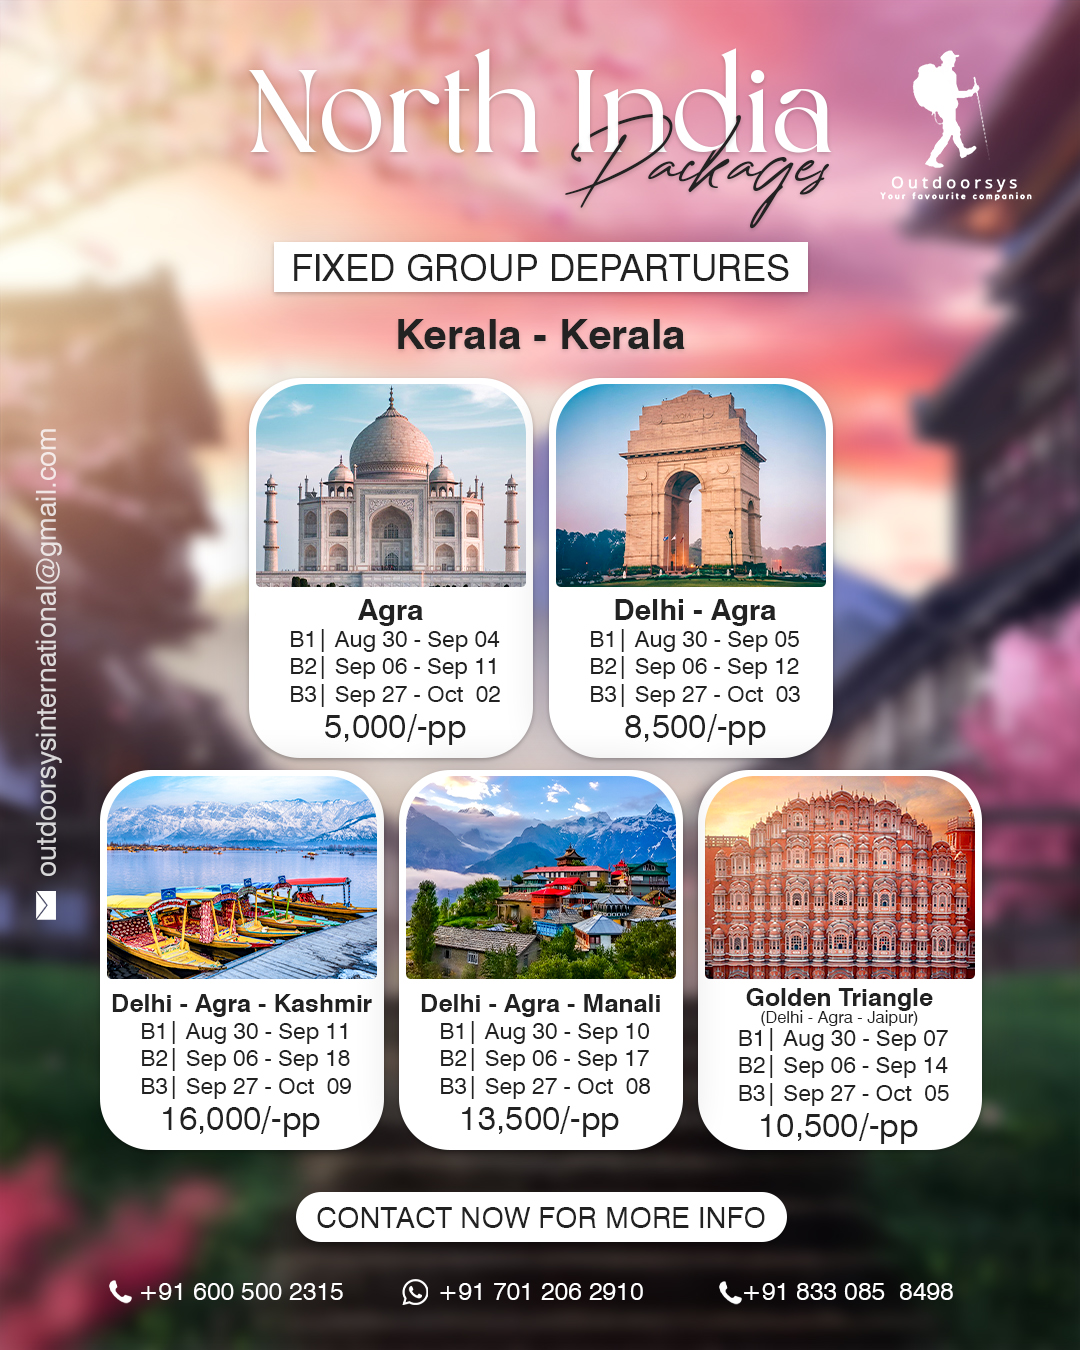 North India
Packages
Outdoorsys
Your favourite companion
FIXED GROUP DEPARTURES
Kerala - Kerala
Agra
B1| Aug 30 - Sep 04
B2| Sep 06 - Sep 11
B3| Sep 27 - Oct 02
5,000/-pp
Delhi - Agra
B1| Aug 30 - Sep 05
B2| Sep 06 - Sep 12
B3| Sep 27 - Oct 03
8,500/-pp
outdoorsysinternational@gmail.com
Delhi - Agra - Kashmir
B1| Aug 30 - Sep 11
B2| Sep 06 - Sep 18
B3| Sep 27 - Oct 09
16,000/-pp
Delhi - Agra - Manali
B1| Aug 30 - Sep 10
B2| Sep 06 - Sep 17
B3| Sep 27 - Oct 08
13,500/-pp
Golden Triangle
(Delhi - Agra - Jaipur)
B1| Aug 30 - Sep 07
B2| Sep 06 - Sep 14
B3| Sep 27 - Oct 05
10,500/-pp
CONTACT NOW FOR MORE INFO
+91 600 500 2315
+91 701 206 2910
+91 833 085 8498